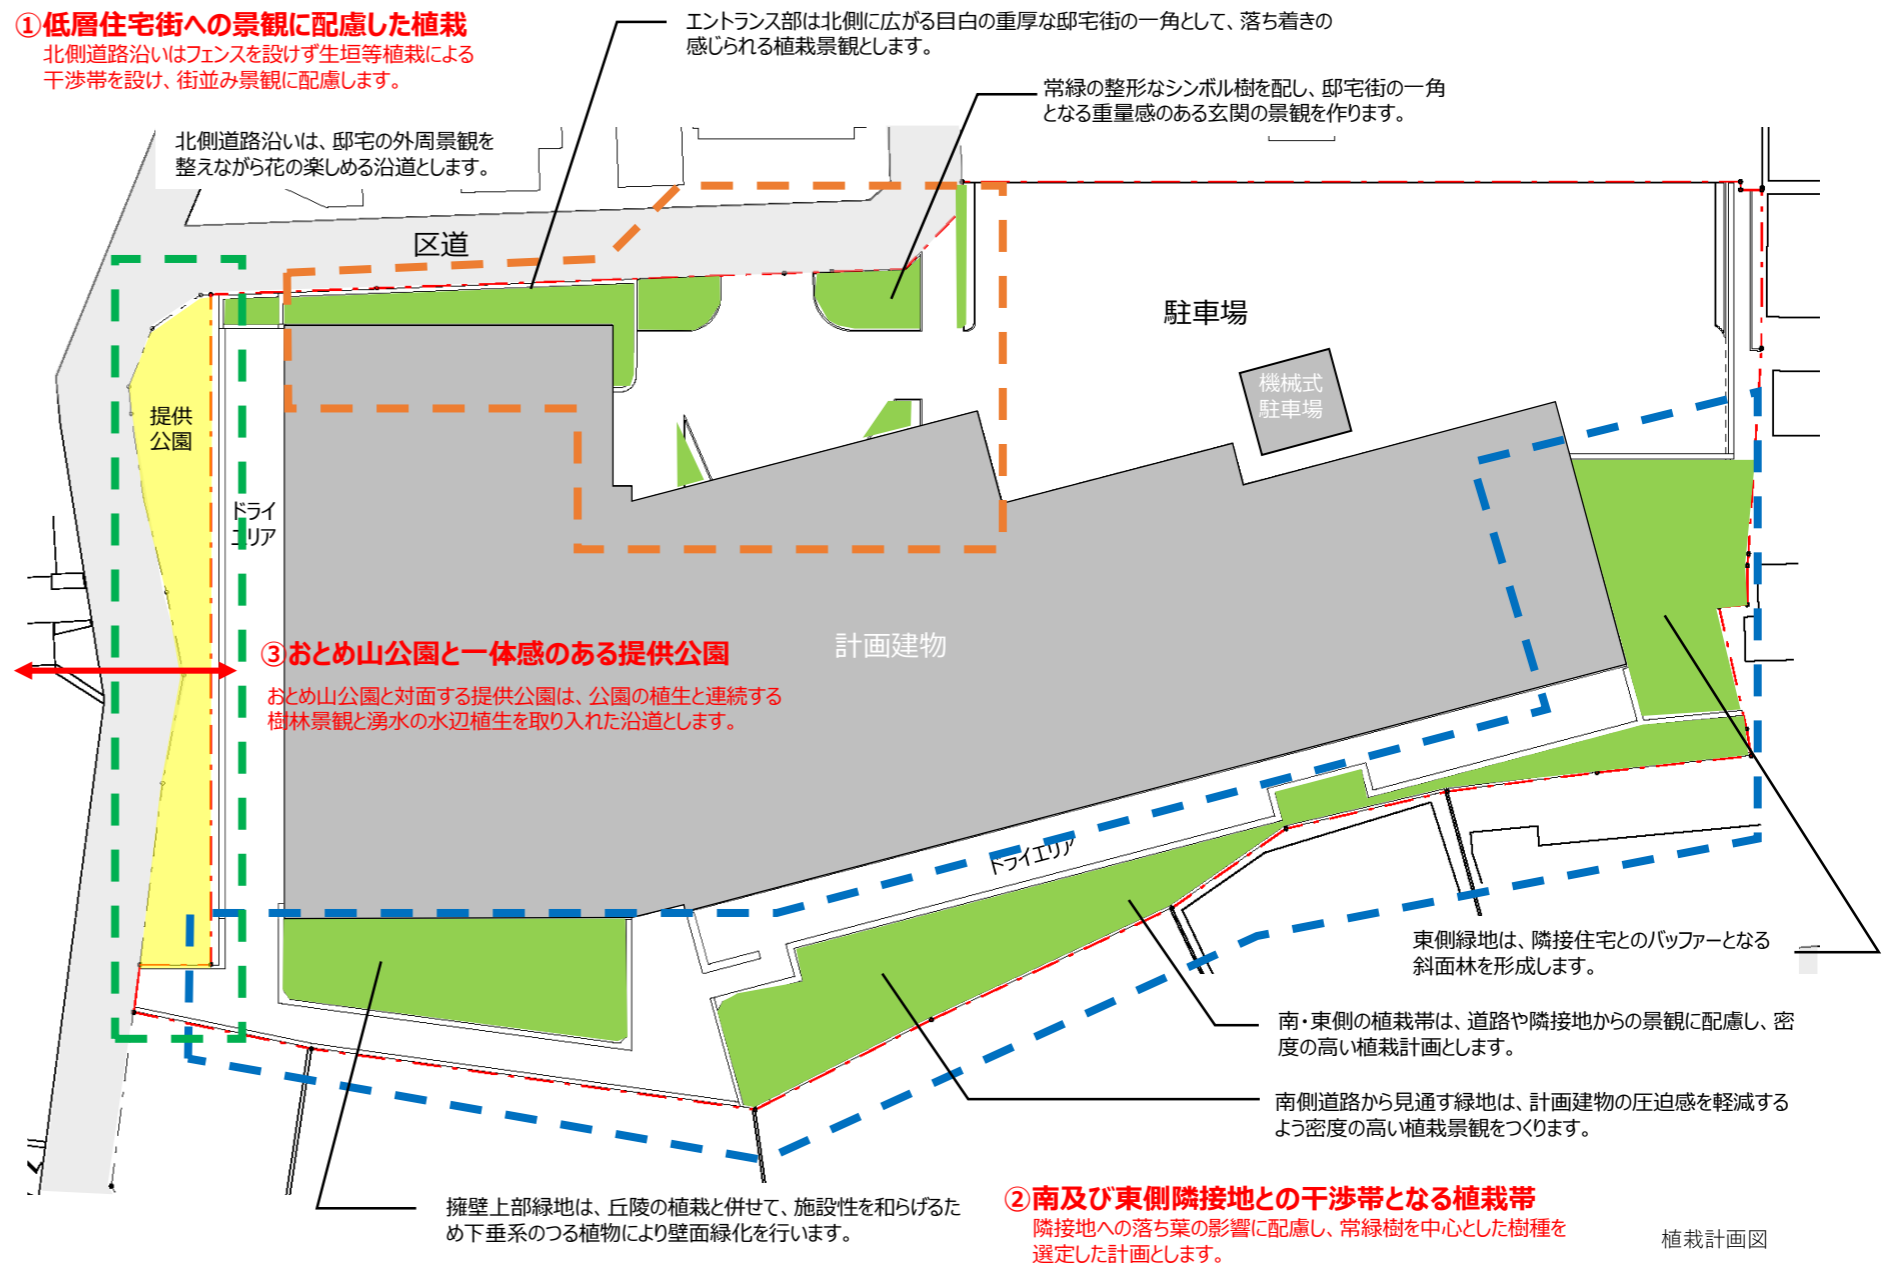 ①低層住宅街への景観に配慮した植栽
北側道路沿いはフェンスを設けず生垣等植栽による
干渉帯を設け、街並み景観に配慮します。
エントランス部は北側に広がる目白の重厚な邸宅街の一角として、落ち着きの
感じられる植栽景観とします。
常緑の整形なシンボル樹を配し、邸宅街の一角
となる重量感のある玄関の景観を作ります。
北側道路沿いは、邸宅の外周景観を
整えながら花の楽しめる沿道とします。
区道
駐車場
機械式
駐車場
提供
公園
ドライ
エリア
計画建物
③おとめ山公園と一体感のある提供公園
おとめ山公園と対面する提供公園は、公園の植生と連続する
樹林景観と湧水の水辺植生を取り入れた沿道とします。
ドライエリア
東側緑地は、隣接住宅とのバッファーとなる
斜面林を形成します。
南・東側の植栽帯は、道路や隣接地からの景観に配慮し、密
度の高い植栽計画とします。
南側道路から見通す緑地は、計画建物の圧迫感を軽減する
よう密度の高い植栽景観をつくります。
擁壁上部緑地は、丘陵の植栽と併せて、施設性を和らげるた
め下垂系のつる植物により壁面緑化を行います。
②南及び東側隣接地との干渉帯となる植栽帯
隣接地への落ち葉の影響に配慮し、常緑樹を中心とした樹種を
選定した計画とします。
植栽計画図